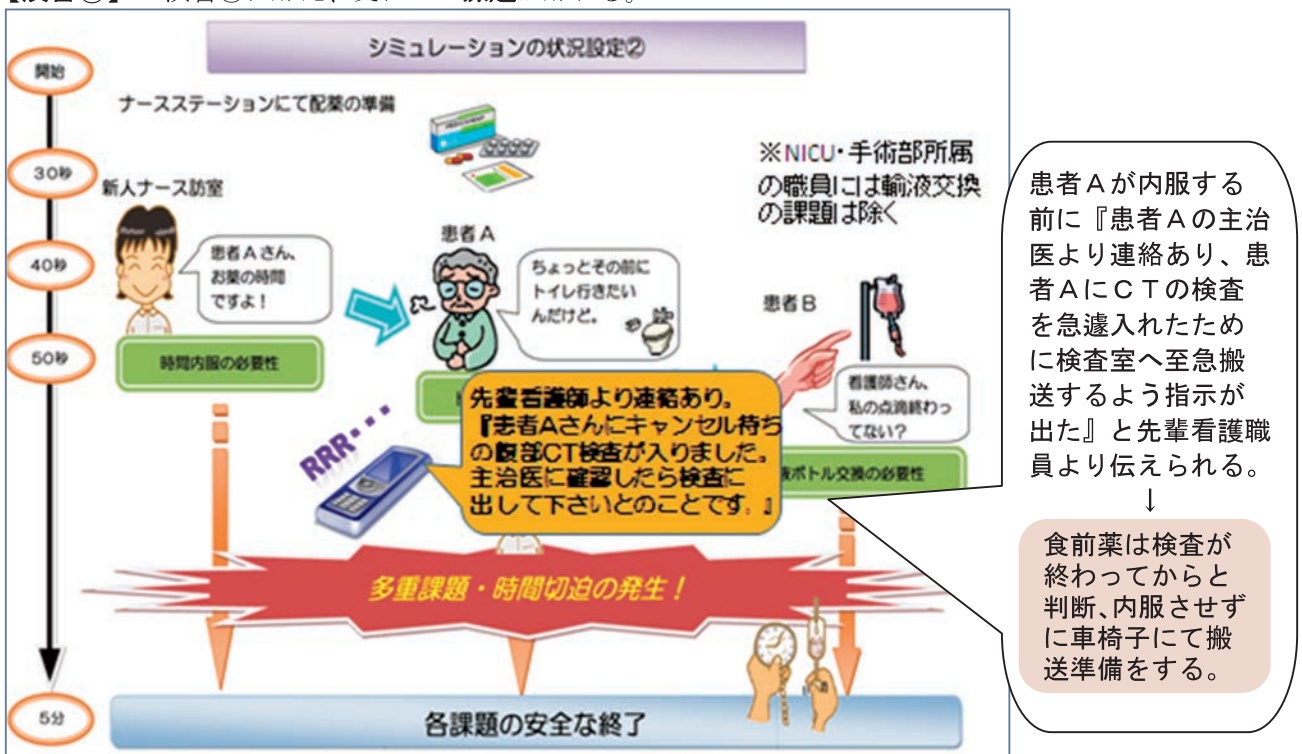 シミュレーションの状況設定②
開始
ナースステーションにて配薬の準備
30秒
新人ナース訪室
※NICU・手術部所属
の職員には輸液交換
の課題は除く
40秒
患者Aさん、
お薬の時間
ですよ！
患者A
ちょっとその前に
トイレ行きたい
んだけど。
患者B
50秒
時間内服の必要性
看護師さん、
私の点滴終わっ
てない？
RRR・・・
先輩看護師より連絡あり。
『患者Aさんにキャンセル待ち
の腹部CT検査が入りました。
主治医に確認したら検査に
出して下さいとのことです。』
液ボトル交換の必要性
多重課題・時間切迫の発生！
5分
各課題の安全な終了
患者Aが内服する
前に『患者Aの主治
医より連絡あり、患
者AにCTの検査
を急遽入れたため
に検査室へ至急搬
送するよう指示が
出た』と先輩看護職
員より伝えられる。
↓
食前薬は検査が
終わってからと
判断、内服させず
に車椅子にて搬
送準備をする。